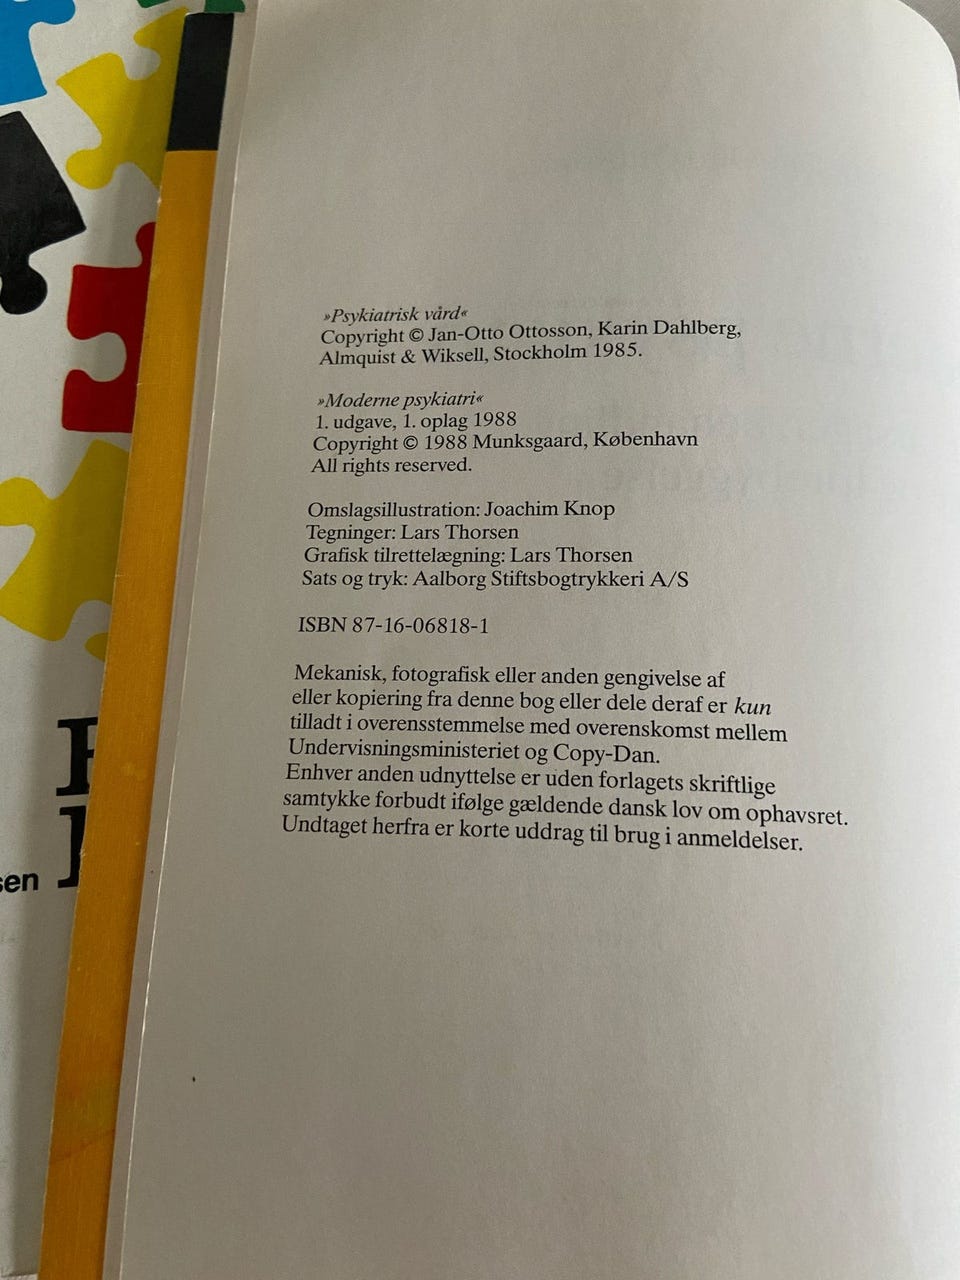 »Psykiatrisk vård«
Copyright © Jan-Otto Ottosson, Karin Dahlberg,
Almquist & Wiksell, Stockholm 1985.
»Moderne psykiatri«
1. udgave, 1. oplag 1988
Copyright © 1988 Munksgaard, København
All rights reserved.
Omslagsillustration: Joachim Knop
Tegninger: Lars Thorsen
Grafisk tilrettelægning: Lars Thorsen
Sats og tryk: Aalborg Stiftsbogtrykkeri A/S
ISBN 87-16-06818-1
Mekanisk, fotografisk eller anden gengivelse af
eller kopiering fra denne bog eller dele deraf er kun
tilladt i overensstemmelse med overenskomst mellem
Undervisningsministeriet og Copy-Dan.
Enhver anden udnyttelse er uden forlagets skriftlige
samtykke forbudt ifølge gældende dansk lov om ophavsret.
Undtaget herfra er korte uddrag til brug i anmeldelser.